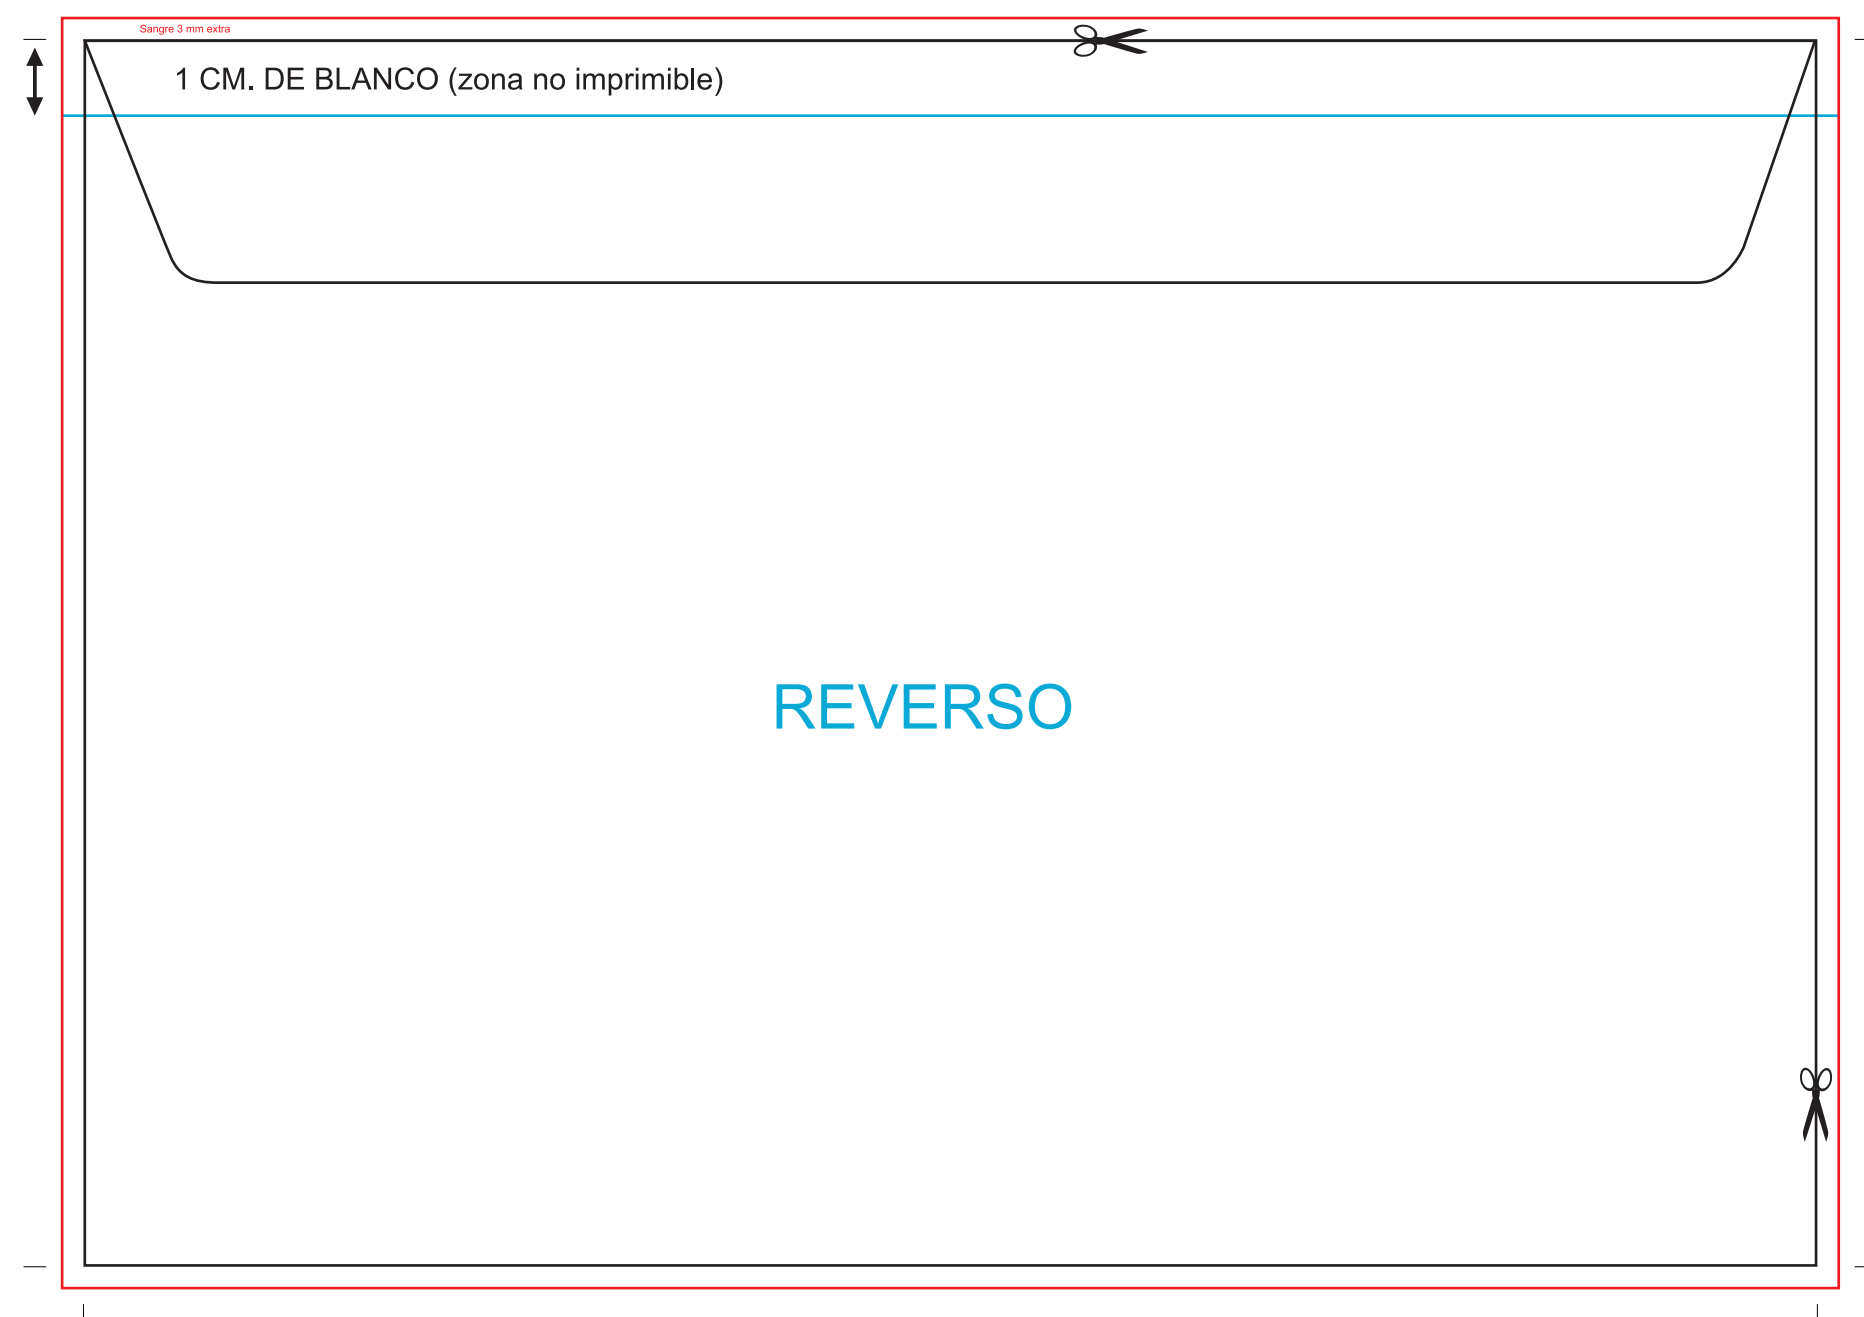 Sangre 3 mm extra
1 CM. DE BLANCO (zona no imprimible)
REVERSO